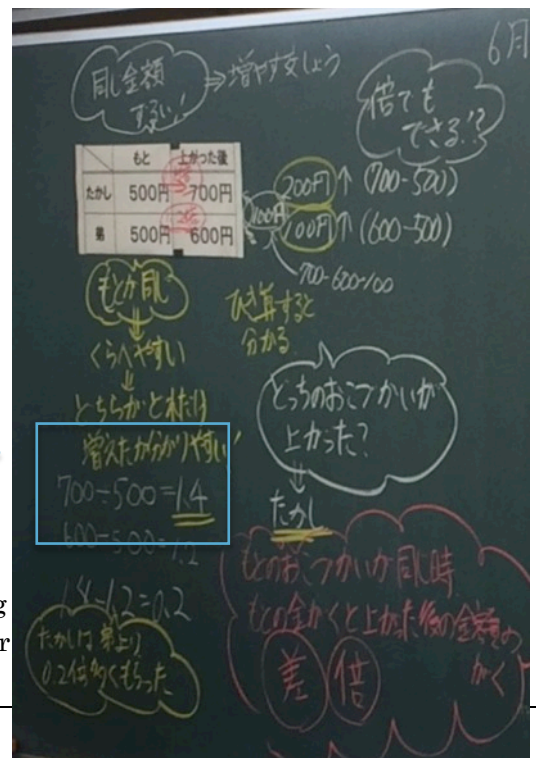 6月
同じ金額
ずるい!
⇒増やすましょう
倍でも
できる!?
もと 上がった後
たかし 500円 700円
弟 500円 600円
100円
200円↑(700-500)
100円↑(600-500)
700-600=100
もとが同じ
⇓
くらべやすい
↓
どちらがどれだけ
増えたか分かりやすい!
ひき算すると
分かる
どっちのおこづかいが
上がった?
↓
たかし
700÷500=1.4
600÷500=1.2
1.4-1.2=0.2
たかしは弟より
0.2倍多くもらった
もとのおこづかいが同じ時
もとの金がくと上がった後の金額の
がく
差 倍
g
r